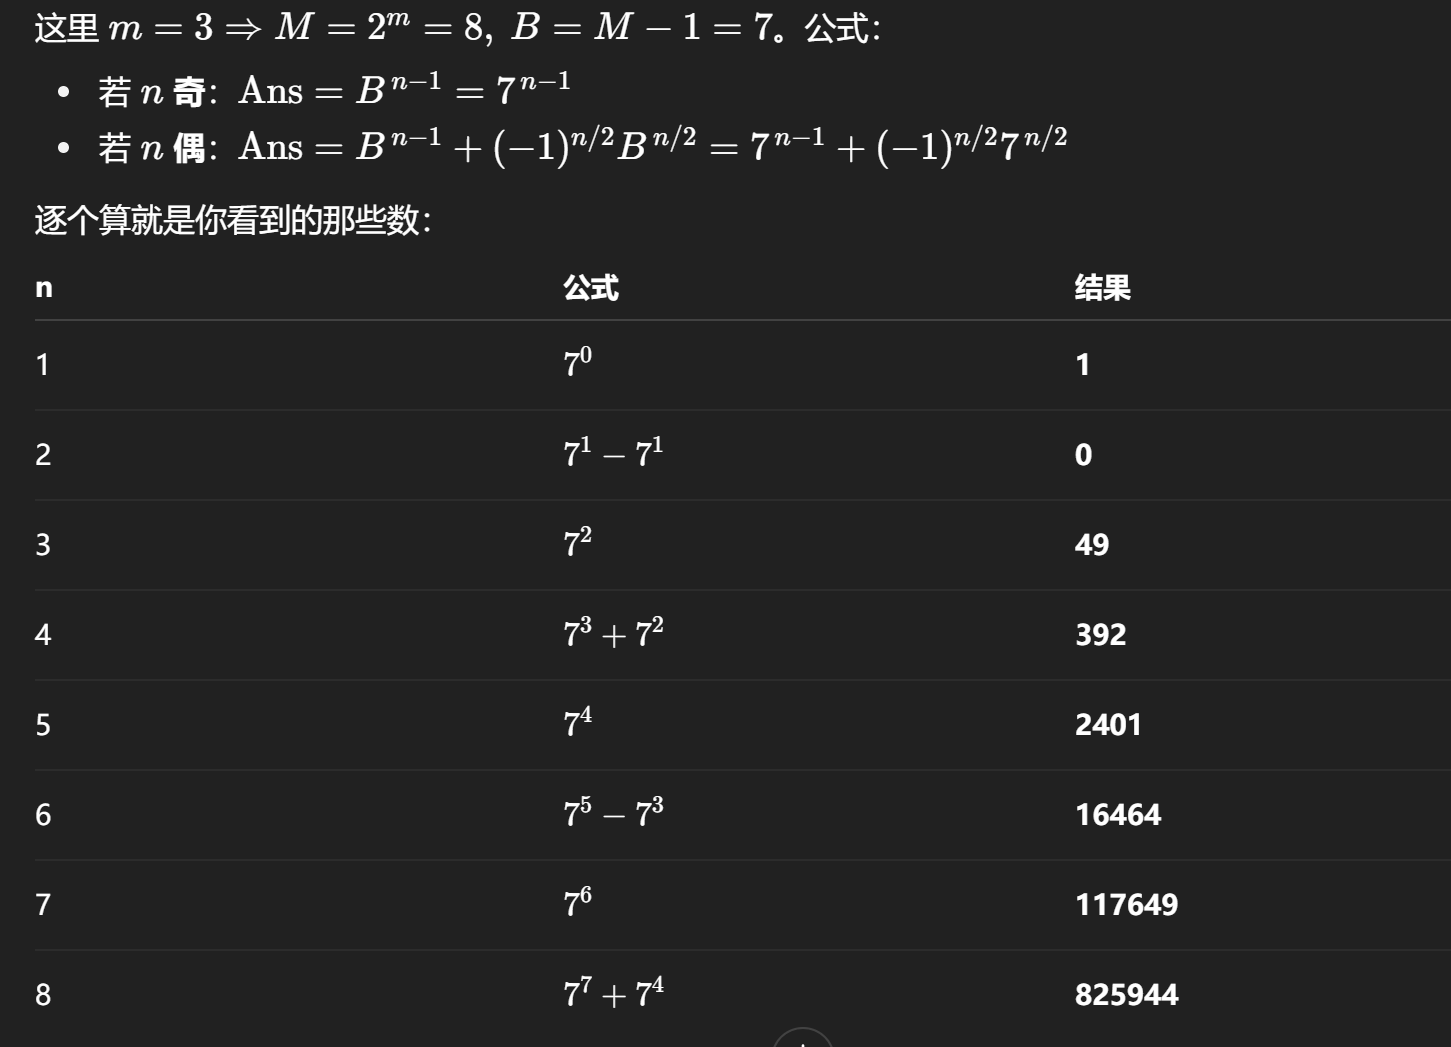 这里 m = 3 ⇒ M = 2^m = 8, B = M − 1 = 7。公式：
• 若 n 奇：Ans = B^{n−1} = 7^{n−1}
• 若 n 偶：Ans = B^{n−1} + (−1)^{n/2}B^{n/2} = 7^{n−1} + (−1)^{n/2}7^{n/2}
逐个算就是你看到的那些数：
n 公式 结果
1 7^0 1
2 7^1 − 7^1 0
3 7^2 49
4 7^3 + 7^2 392
5 7^4 2401
6 7^5 − 7^3 16464
7 7^6 117649
8 7^7 + 7^4 825944